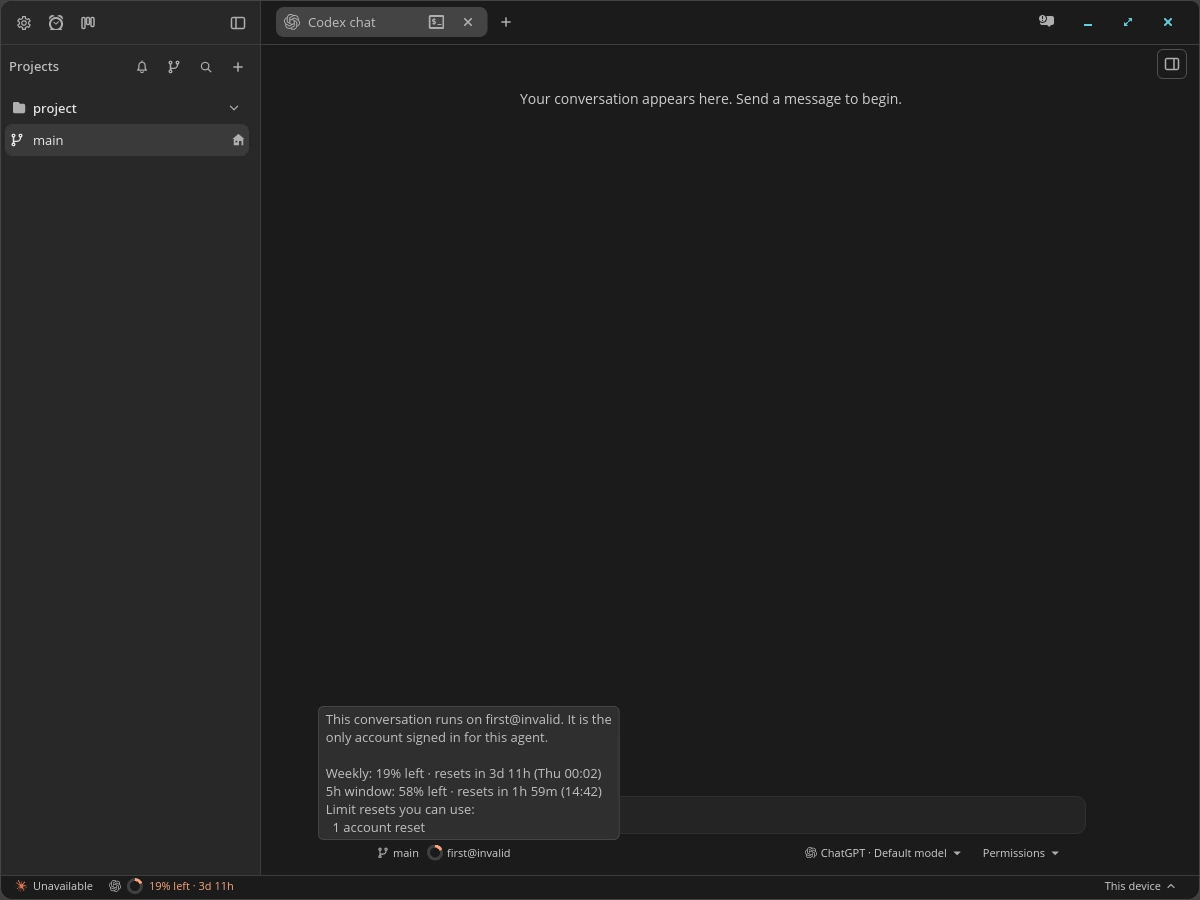 Codex chat
Projects
project
main
Your conversation appears here. Send a message to begin.
This conversation runs on first@invalid. It is the
only account signed in for this agent.
Weekly: 19% left · resets in 3d 11h (Thu 00:02)
5h window: 58% left · resets in 1h 59m (14:42)
Limit resets you can use:
1 account reset
main
first@invalid
ChatGPT · Default model
Permissions
Unavailable
19% left · 3d 11h
This device